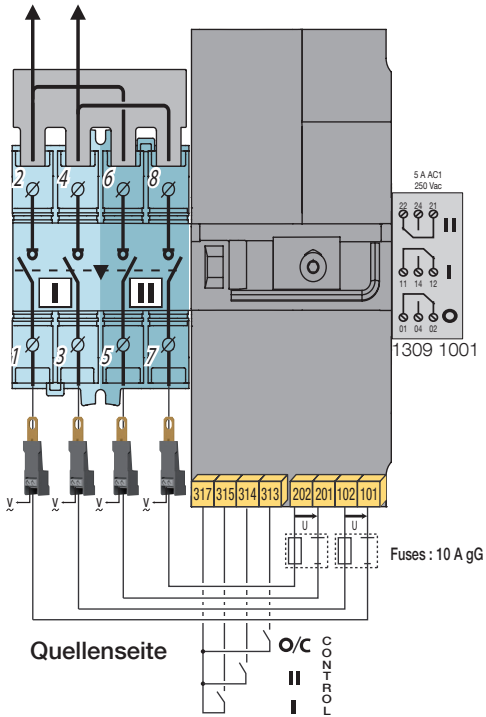 2 4 6 8
I II
1 3 5 7
5 A AC1
250 Vac
22 24 21
II
I
11 14 12
01 04 02
O
1309 1001
V V V V
317 315 314 313 202 201 102 101
U U
Fuses : 10 A gG
Quellenseite
O/C
II
I
CONTROL